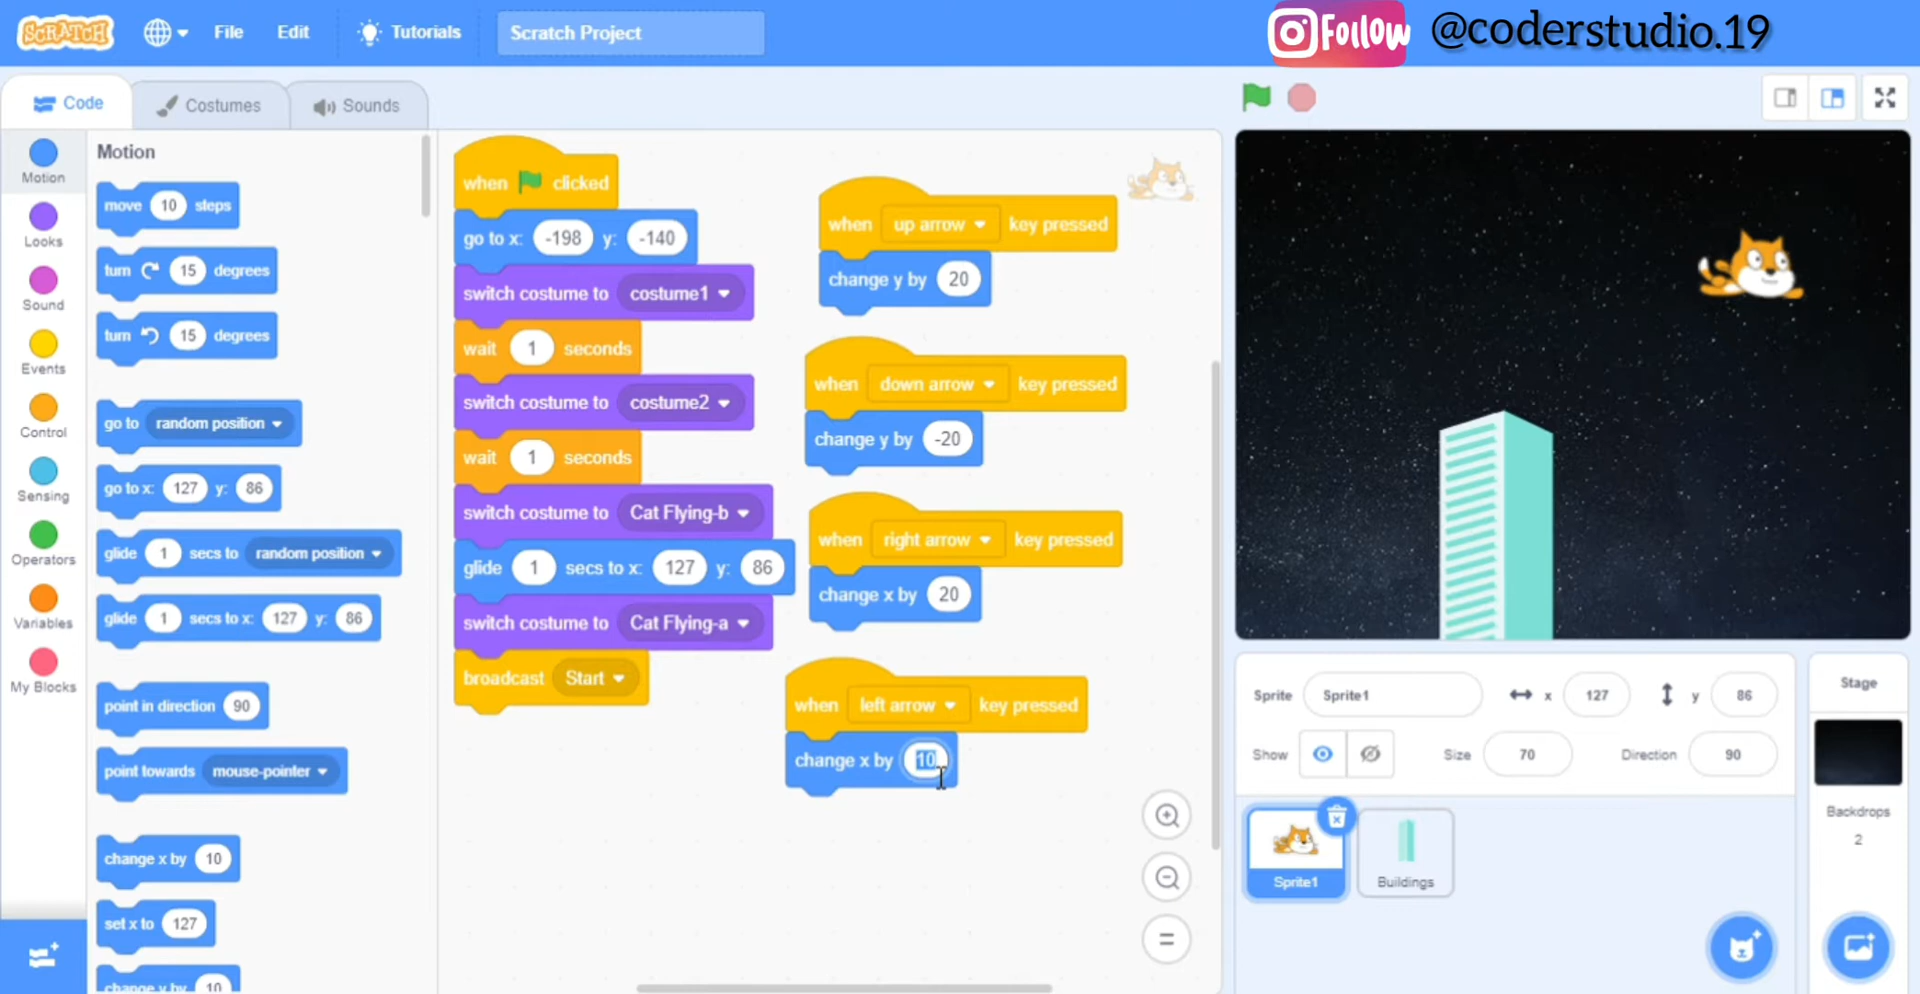 SCRATCH
File
Edit
Tutorials
Scratch Project
Follow @coderstudio.19
Code
Costumes
Sounds
Motion
Looks
Sound
Events
Control
Sensing
Operators
Variables
My Blocks
Motion
move 10 steps
turn 15 degrees
turn 15 degrees
go to random position
go to x: 127 y: 86
glide 1 secs to random position
glide 1 secs to x: 127 y: 86
point in direction 90
point towards mouse-pointer
change x by 10
set x to 127
change y by 10
when clicked
go to x: -198 y: -140
switch costume to costume1
wait 1 seconds
switch costume to costume2
wait 1 seconds
switch costume to Cat Flying-b
glide 1 secs to x: 127 y: 86
switch costume to Cat Flying-a
broadcast Start
when up arrow key pressed
change y by 20
when down arrow key pressed
change y by -20
when right arrow key pressed
change x by 20
when left arrow key pressed
change x by 10
Sprite Sprite1 x 127 y 86
Show Size 70 Direction 90
Sprite1
Buildings
Stage
Backdrops
2